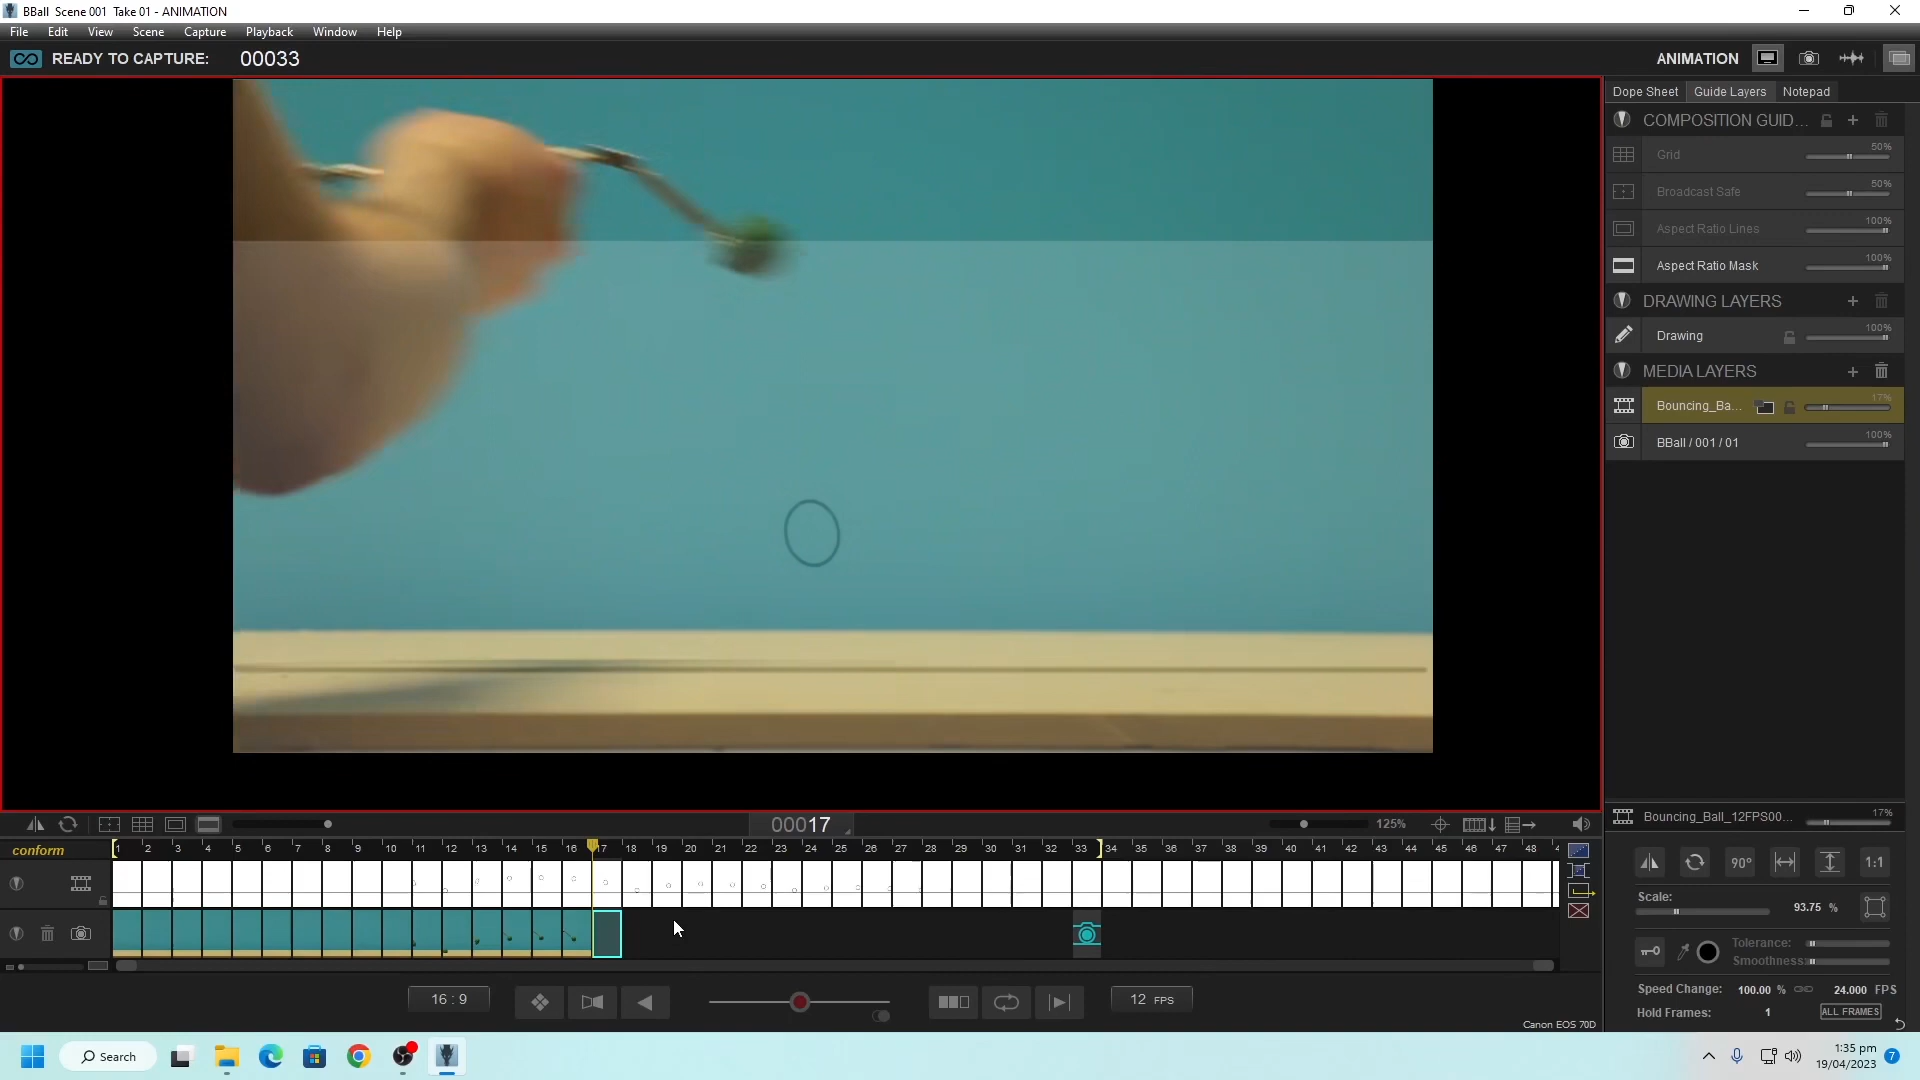 BBall Scene 001 Take 01 - ANIMATION
File Edit View Scene Capture Playback Window Help
READY TO CAPTURE: 00033
ANIMATION
Dope Sheet Guide Layers Notepad
COMPOSITION GUID...
Grid 50%
Broadcast Safe 50%
Aspect Ratio Lines 100%
Aspect Ratio Mask 100%
DRAWING LAYERS
Drawing 100%
MEDIA LAYERS
Bouncing_Ba... 17%
BBall / 001 / 01 100%
00017
125%
Bouncing_Ball_12FPS00... 17%
conform
1 2 3 4 5 6 7 8 9 10 11 12 13 14 15 16 17 18 19 20 21 22 23 24 25 26 27 28 29 30 31 32 33 34 35 36 37 38 39 40 41 42 43 44 45 46 47 48
90° 1:1
Scale: 93.75 %
Tolerance:
Smoothness:
Speed Change: 100.00 % 24.000 FPS
Hold Frames: 1 ALL FRAMES
16 : 9
12 FPS
Canon EOS 70D
Search
1:35 pm
19/04/2023
7